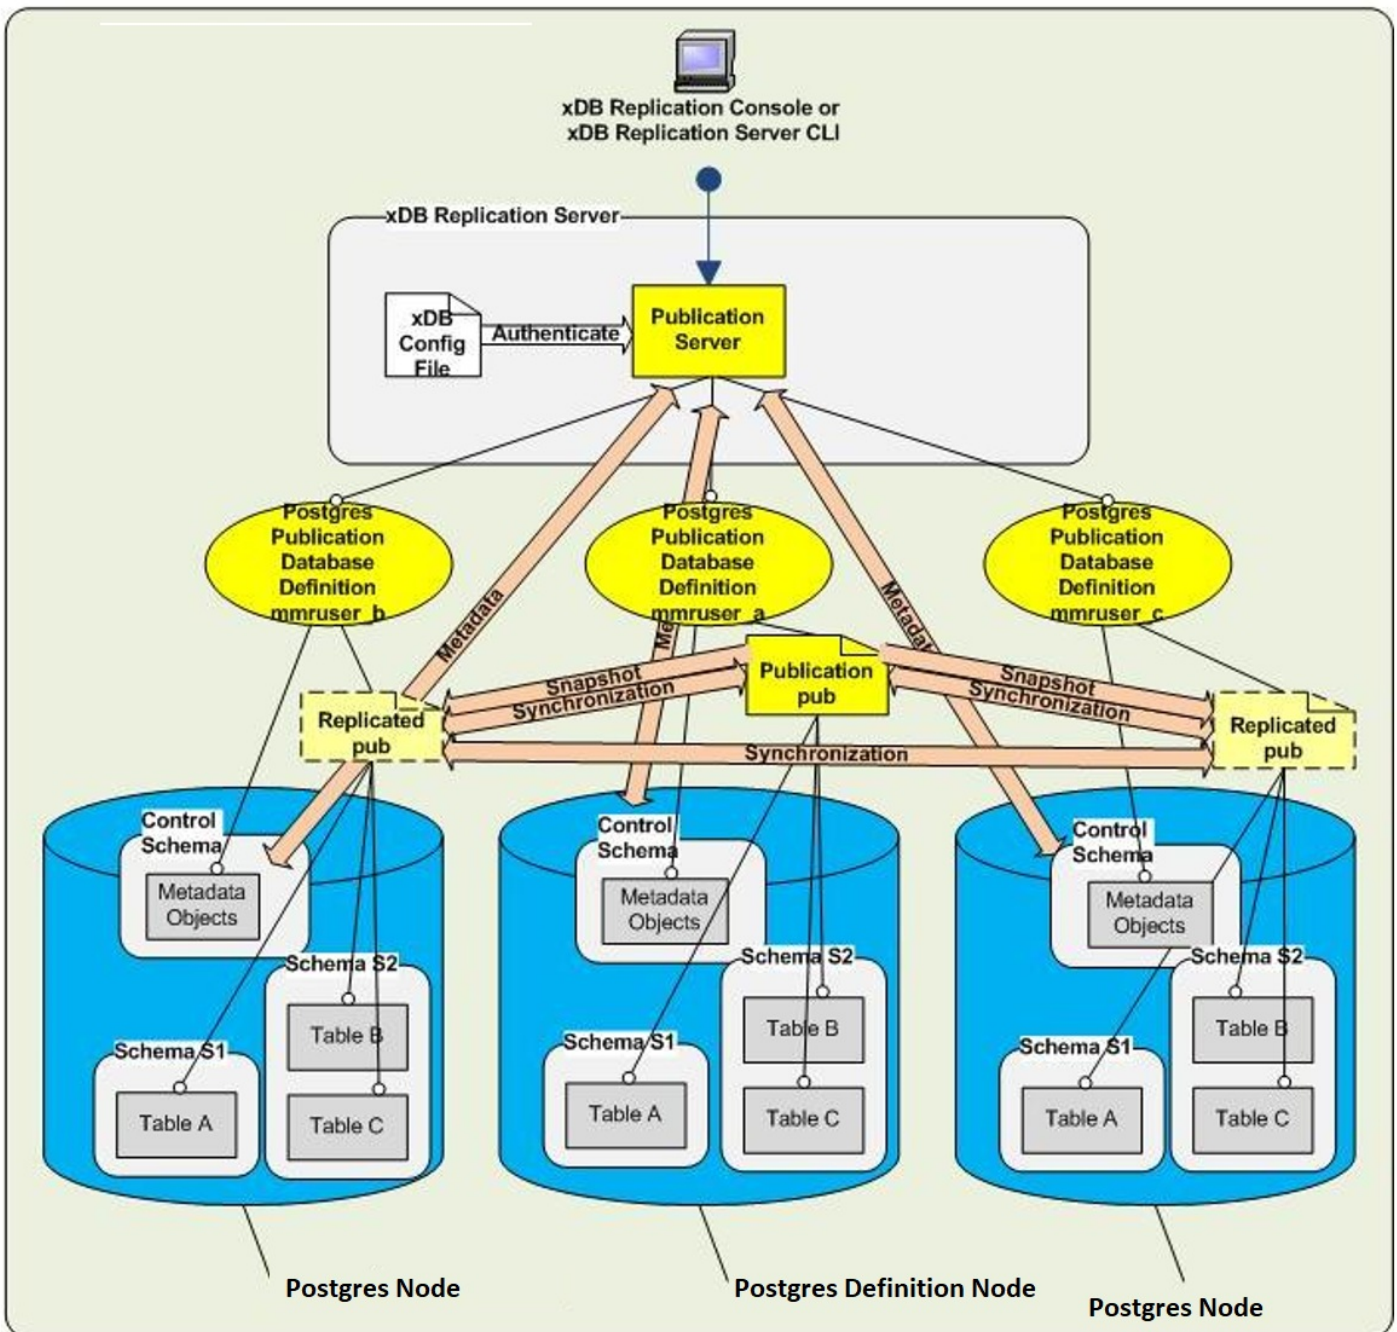 xDB Replication Console or
xDB Replication Server CLI
xDB Replication Server
xDB
Config
File
Authenticate
Publication
Server
Postgres
Publication
Database
Definition
mmruser_b
Postgres
Publication
Database
Definition
mmruser_a
Postgres
Publication
Database
Definition
mmruser_c
Metadata
Me
Metadat
Snapshot
Synchronization
Publication
pub
Snapshot
Synchronization
Replicated
pub
Synchronization
Replicated
pub
Control
Schema
Metadata
Objects
Schema S2
Table B
Schema S1
Table A
Table C
Control
Schema
Metadata
Objects
Schema S2
Table B
Schema S1
Table A
Table C
Control
Schema
Metadata
Objects
Schema S2
Table B
Schema S1
Table A
Table C
Postgres Node
Postgres Definition Node
Postgres Node